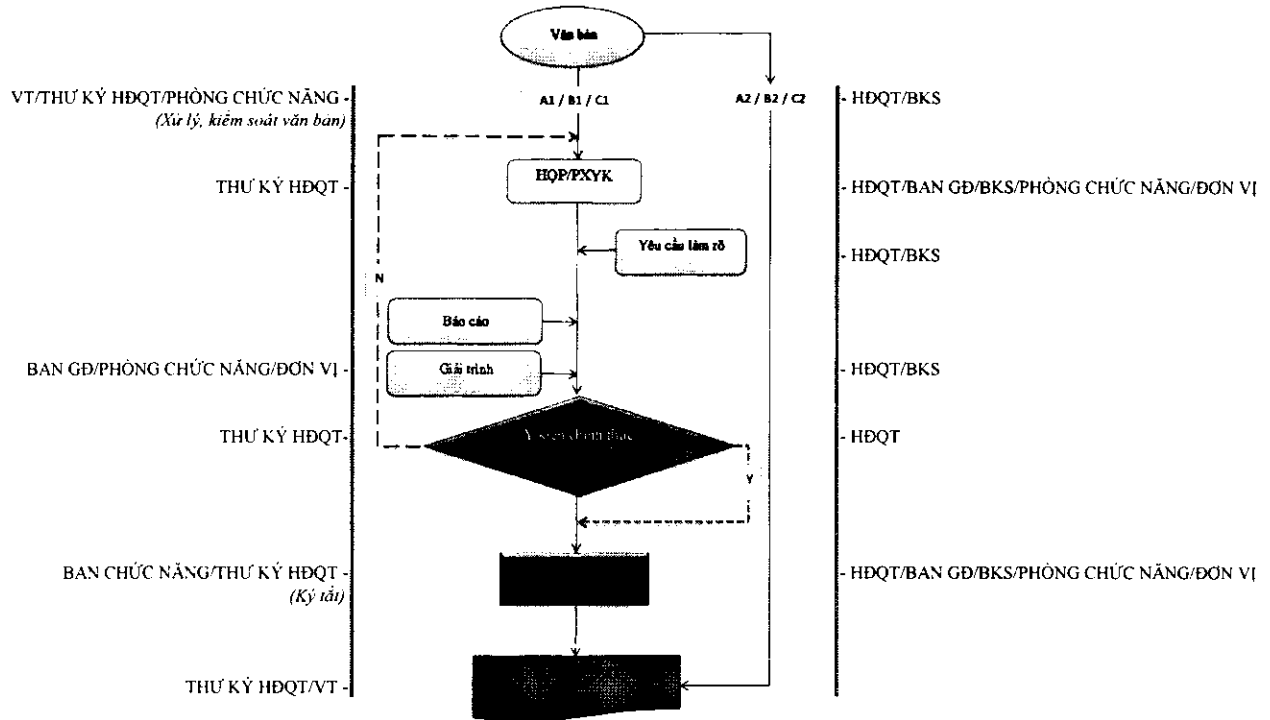 Văn bản
VT/THƯ KÝ HĐQT/PHÒNG CHỨC NĂNG -
(Xử lý, kiểm soát văn bản)
A1 / B1 / C1
A2 / B2 / C2
- HĐQT/BKS
THƯ KÝ HĐQT -
HQP/PXYK
- HĐQT/BAN GĐ/BKS/PHÒNG CHỨC NĂNG/ĐƠN VỊ
Yêu cầu làm rõ
- HĐQT/BKS
N
Báo cáo
BAN GĐ/PHÒNG CHỨC NĂNG/ĐƠN VỊ -
Giải trình
- HĐQT/BKS
THƯ KÝ HĐQT -
- HĐQT
Y
BAN CHỨC NĂNG/THƯ KÝ HĐQT -
(Ký tắt)
- HĐQT/BAN GĐ/BKS/PHÒNG CHỨC NĂNG/ĐƠN VỊ
THƯ KÝ HĐQT/VT -